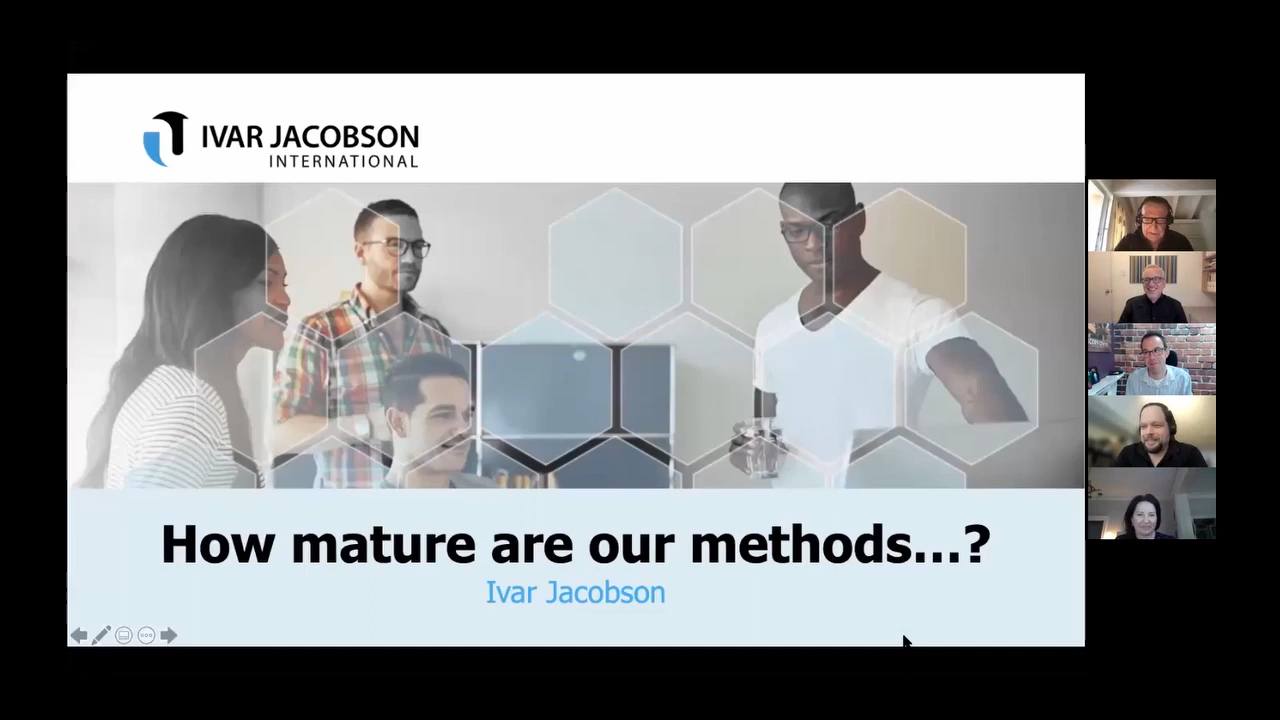 IVAR JACOBSON
INTERNATIONAL
How mature are our methods...?
Ivar Jacobson